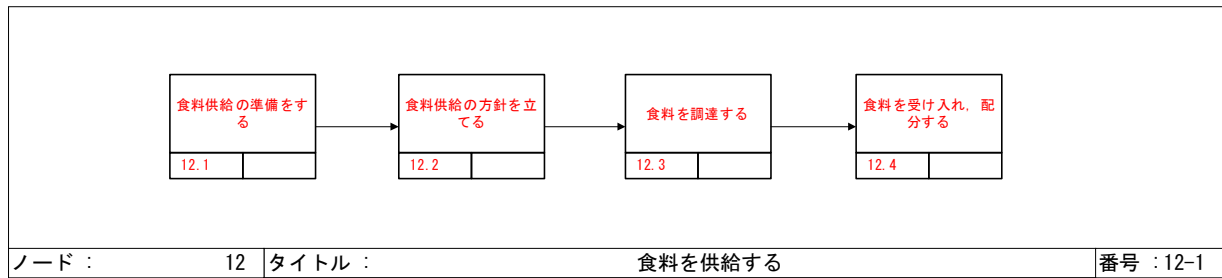 食料供給の準備をす
る
12.1
食料供給の方針を立
てる
12.2
食料を調達する
12.3
食料を受け入れ，配
分する
12.4
ノード： 12 タイトル： 食料を供給する 番号：12-1